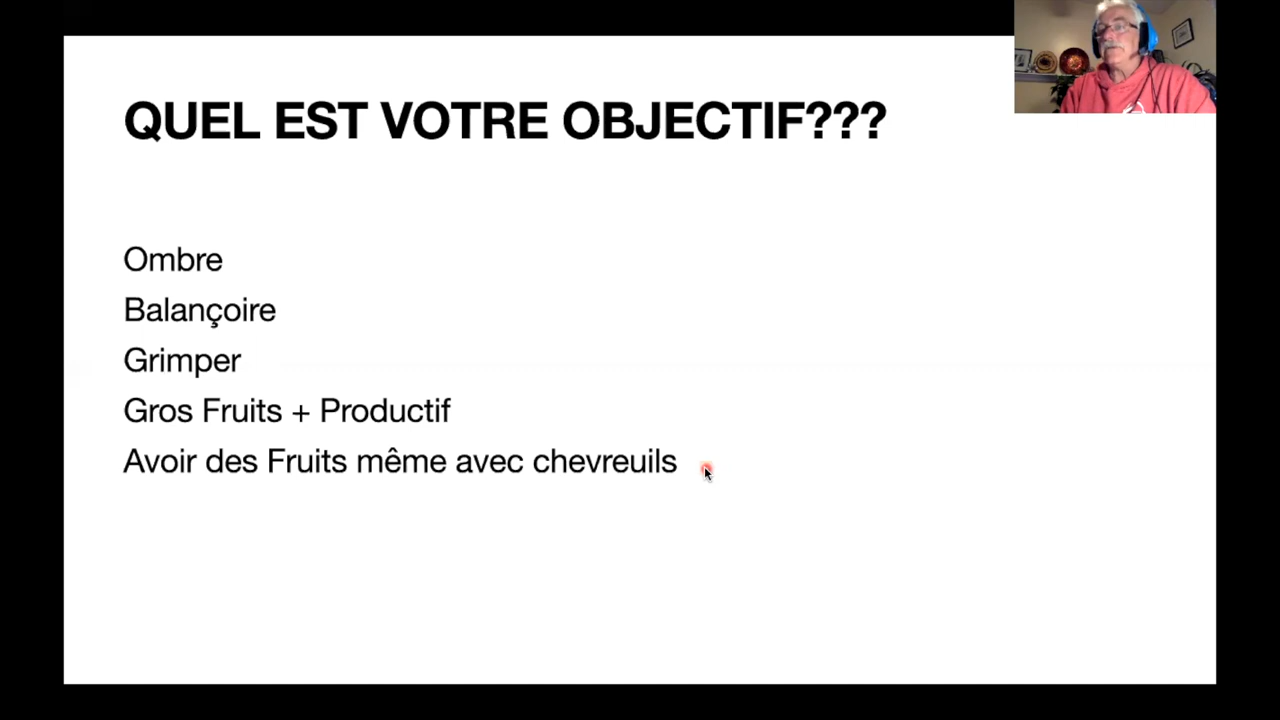 QUEL EST VOTRE OBJECTIF???
Ombre
Balançoire
Grimper
Gros Fruits + Productif
Avoir des Fruits même avec chevreuils